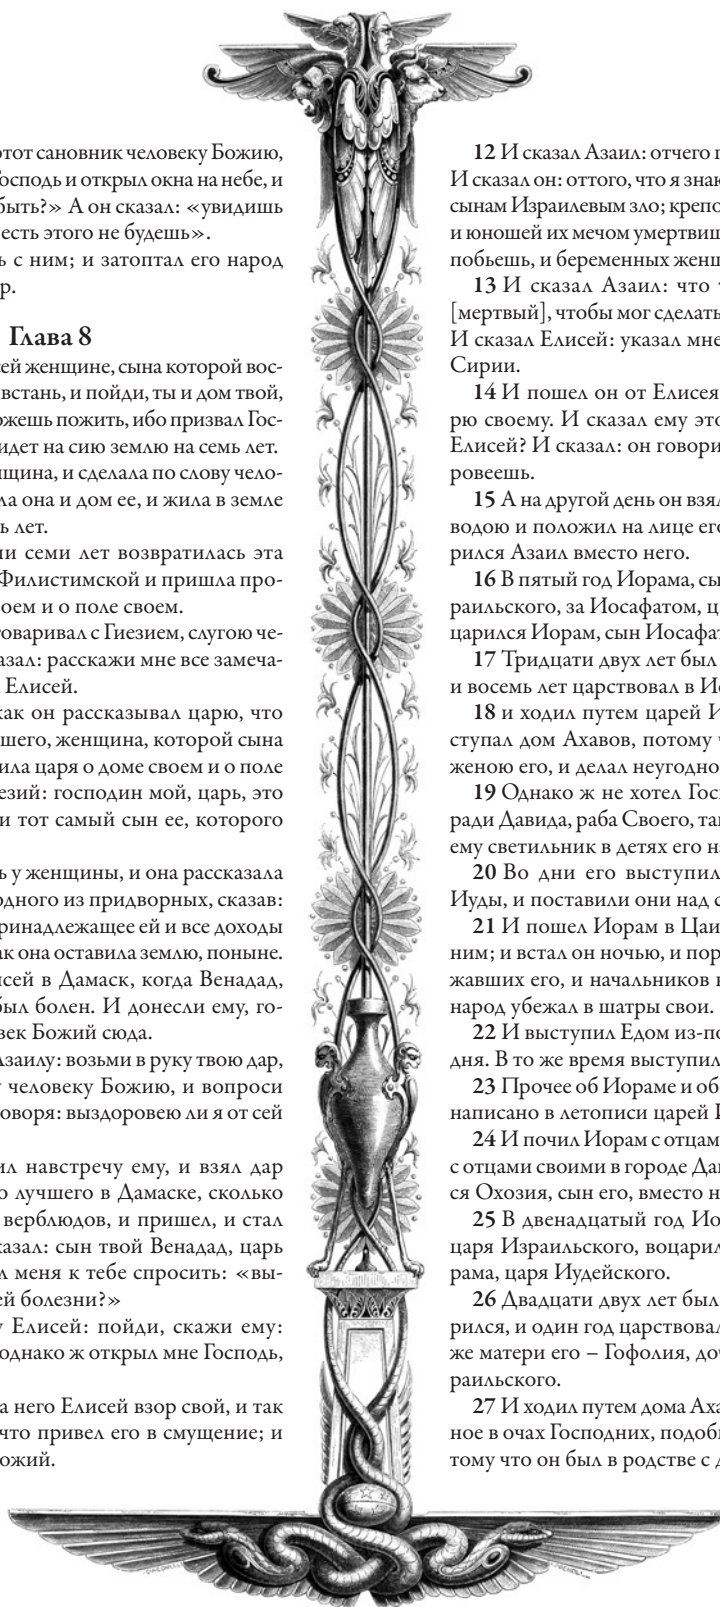 этот сановник человеку Божию,
Господь и открыл окна на небе, и
быть?» А он сказал: «увидишь
есть этого не будешь».
с ним; и затоптал его народ
ер.
Глава 8
ей женщине, сына которой вос-
встань, и пойди, ты и дом твой,
ожешь пожить, ибо призвал Гос-
идет на сию землю на семь лет.
нщина, и сделала по слову чело-
ла она и дом ее, и жила в земле
ь лет.
ии семи лет возвратилась эта
Филистимской и пришла про-
воем и о поле своем.
говаривал с Гиезием, слугою че-
азал: расскажи мне все замеча-
Елисей.
как он рассказывал царю, что
шего, женщина, которой сына
ила царя о доме своем и о поле
езий: господин мой, царь, это
и тот самый сын ее, которого
ь у женщины, и она рассказала
одного из придворных, сказав:
ринадлежащее ей и все доходы
ак она оставила землю, поныне.
сей в Дамаск, когда Венадад,
был болен. И донесли ему, го-
век Божий сюда.
Азаилу: возьми в руку твою дар,
у человеку Божию, и вопроси
говоря: выздоровею ли я от сей
ил навстречу ему, и взял дар
о лучшего в Дамаске, сколько
верблюдов, и пришел, и стал
казал: сын твой Венадад, царь
л меня к тебе спросить: «вы-
ей болезни?»
у Елисей: пойди, скажи ему:
однако ж открыл мне Господь,
а него Елисей взор свой, и так
что привел его в смущение; и
ожий.
12 И сказал Азаил: отчего г
И сказал он: оттого, что я знаю
сынам Израилевым зло; крепо
и юношей их мечом умертвиш
побьешь, и беременных женщ
13 И сказал Азаил: что т
[мертвый], чтобы мог сделать
И сказал Елисей: указал мне
Сирии.
14 И пошел он от Елисея
рю своему. И сказал ему это
Елисей? И сказал: он говори
ровеешь.
15 А на другой день он взял
водою и положил на лице его
рился Азаил вместо него.
16 В пятый год Иорама, сы
раильского, за Иосафатом, ц
царился Иорам, сын Иосафат
17 Тридцати двух лет был
и восемь лет царствовал в Ие
18 и ходил путем царей И
ступал дом Ахавов, потому ч
женою его, и делал неугодно
19 Однако ж не хотел Госп
ради Давида, раба Своего, так
ему светильник в детях его на
20 Во дни его выступил
Иуды, и поставили они над с
21 И пошел Иорам в Цаи
ним; и встал он ночью, и пор
жавших его, и начальников н
народ убежал в шатры свои.
22 И выступил Едом из-по
дня. В то же время выступил
23 Прочее об Иораме и об
написано в летописи царей И
24 И почил Иорам с отцам
с отцами своими в городе Дав
ся Охозия, сын его, вместо н
25 В двенадцатый год Ио
царя Израильского, воцарил
рама, царя Иудейского.
26 Двадцати двух лет был
рился, и один год царствовал
же матери его – Гофолия, доч
раильского.
27 И ходил путем дома Аха
ное в очах Господних, подобн
тому что он был в родстве с д